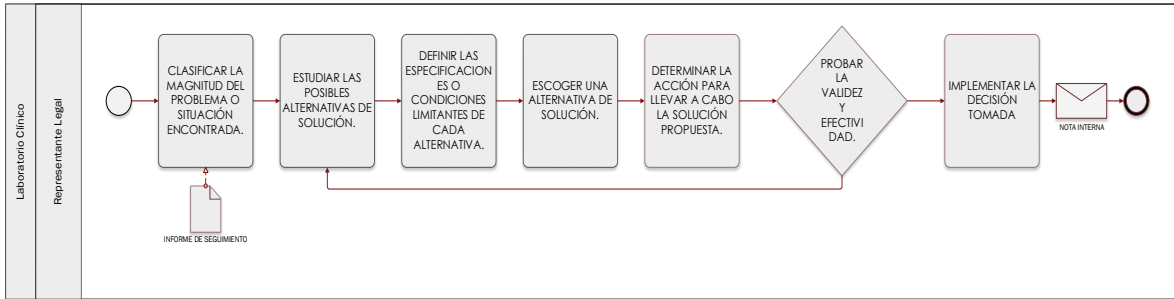 Laboratorio Clínico
Representante Legal
CLASIFICAR LA
MAGNITUD DEL
PROBLEMA O
SITUACIÓN
ENCONTRADA.
INFORME DE SEGUIMIENTO
ESTUDIAR LAS
POSIBLES
ALTERNATIVAS DE
SOLUCIÓN.
DEFINIR LAS
ESPECIFICACION
ES O
CONDICIONES
LIMITANTES DE
CADA
ALTERNATIVA.
ESCOGER UNA
ALTERNATIVA DE
SOLUCIÓN.
DETERMINAR LA
ACCIÓN PARA
LLEVAR A CABO
LA SOLUCIÓN
PROPUESTA.
PROBAR
LA
VALIDEZ
Y
EFECTIVI
DAD.
IMPLEMENTAR LA
DECISIÓN
TOMADA
NOTA INTERNA